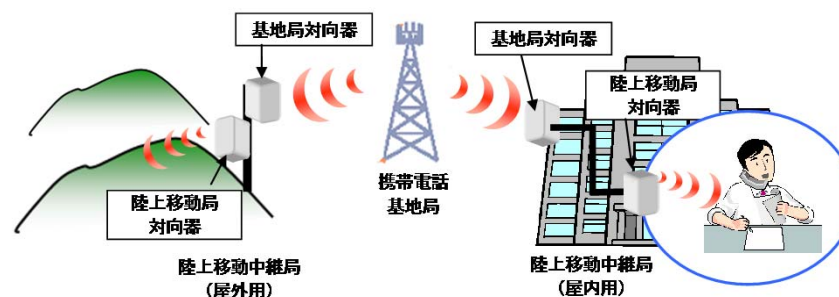 基地局対向器
基地局対向器
陸上移動局
対向器
陸上移動局
対向器
携帯電話
基地局
陸上移動中継局
（屋外用）
陸上移動中継局
（屋内用）